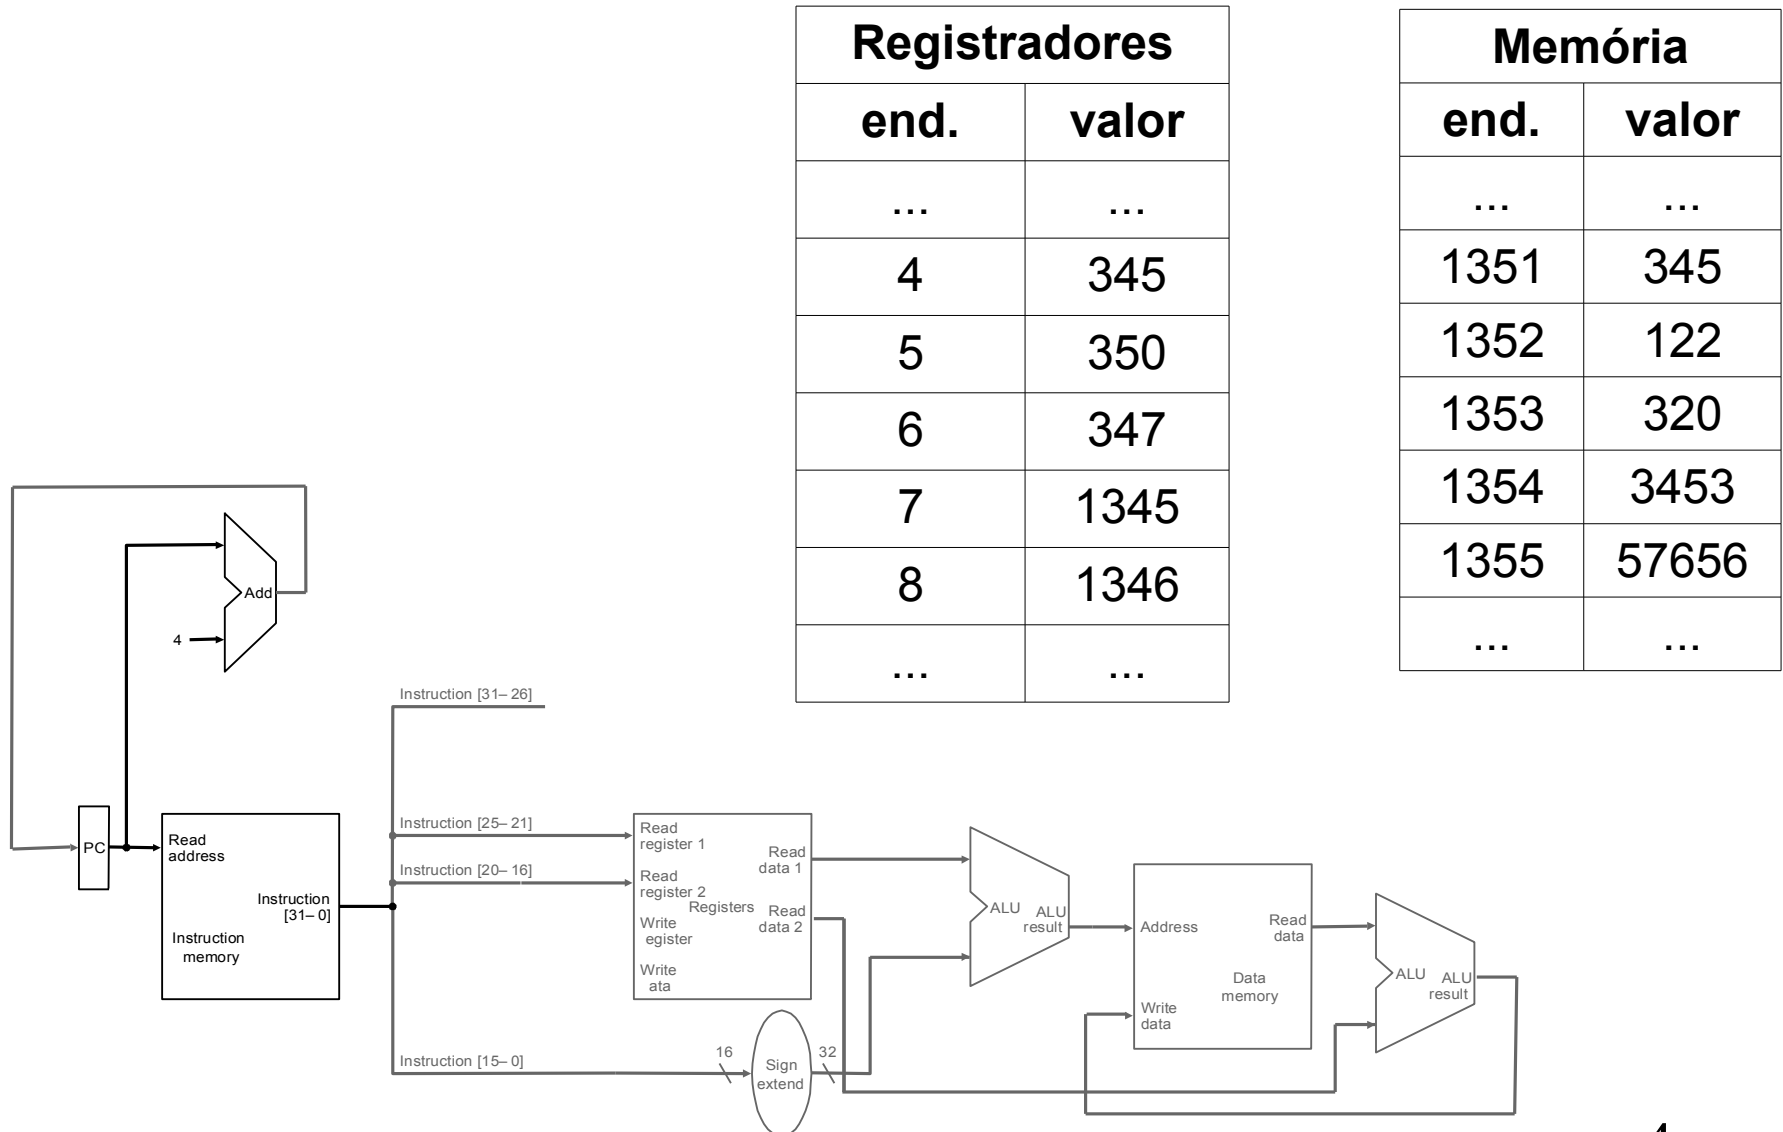 Registradores
end. valor
... ...
4 345
5 350
6 347
7 1345
8 1346
... ...
Memória
end. valor
... ...
1351 345
1352 122
1353 320
1354 3453
1355 57656
... ...
Add
4
PC
Read
address
Instruction
[31– 0]
Instruction
memory
Instruction [31– 26]
Instruction [25– 21]
Instruction [20– 16]
Instruction [15– 0]
Read
register 1
Read
register 2
Write
egister
Write
ata
Registers
Read
data 1
Read
data 2
16
Sign
extend
32
ALU
ALU
result
Address
Read
data
Data
memory
Write
data
ALU
ALU
result